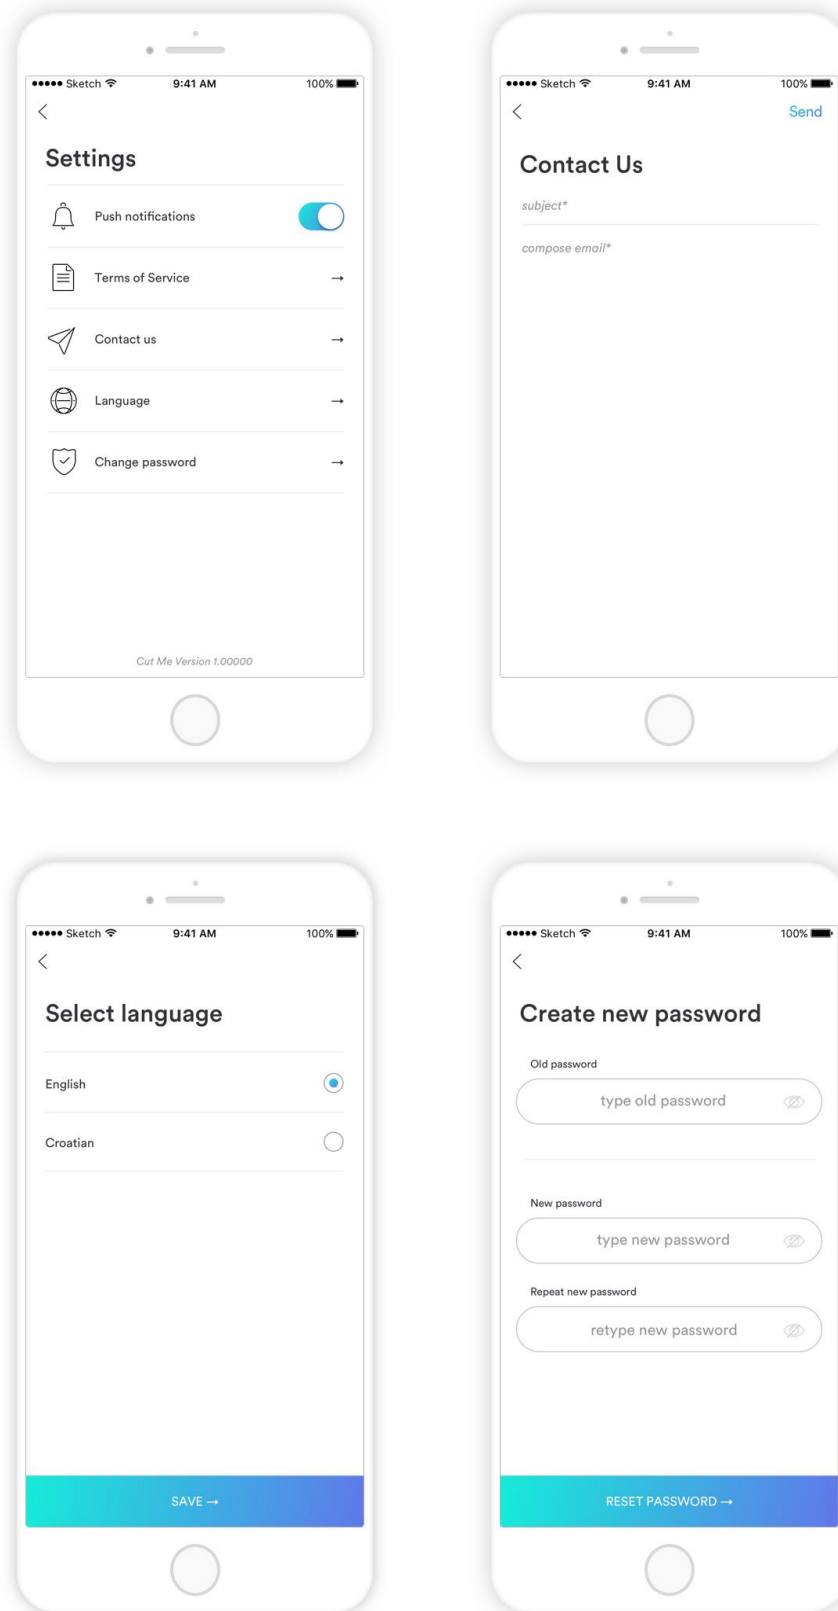 Sketch 9:41 AM 100%
Settings
Push notifications
Terms of Service →
Contact us →
Language →
Change password →
Cut Me Version 1.00000
Sketch 9:41 AM 100%
Send
Contact Us
subject*
compose email*
Sketch 9:41 AM 100%
Select language
English
Croatian
SAVE →
Sketch 9:41 AM 100%
Create new password
Old password
type old password
New password
type new password
Repeat new password
retype new password
RESET PASSWORD →